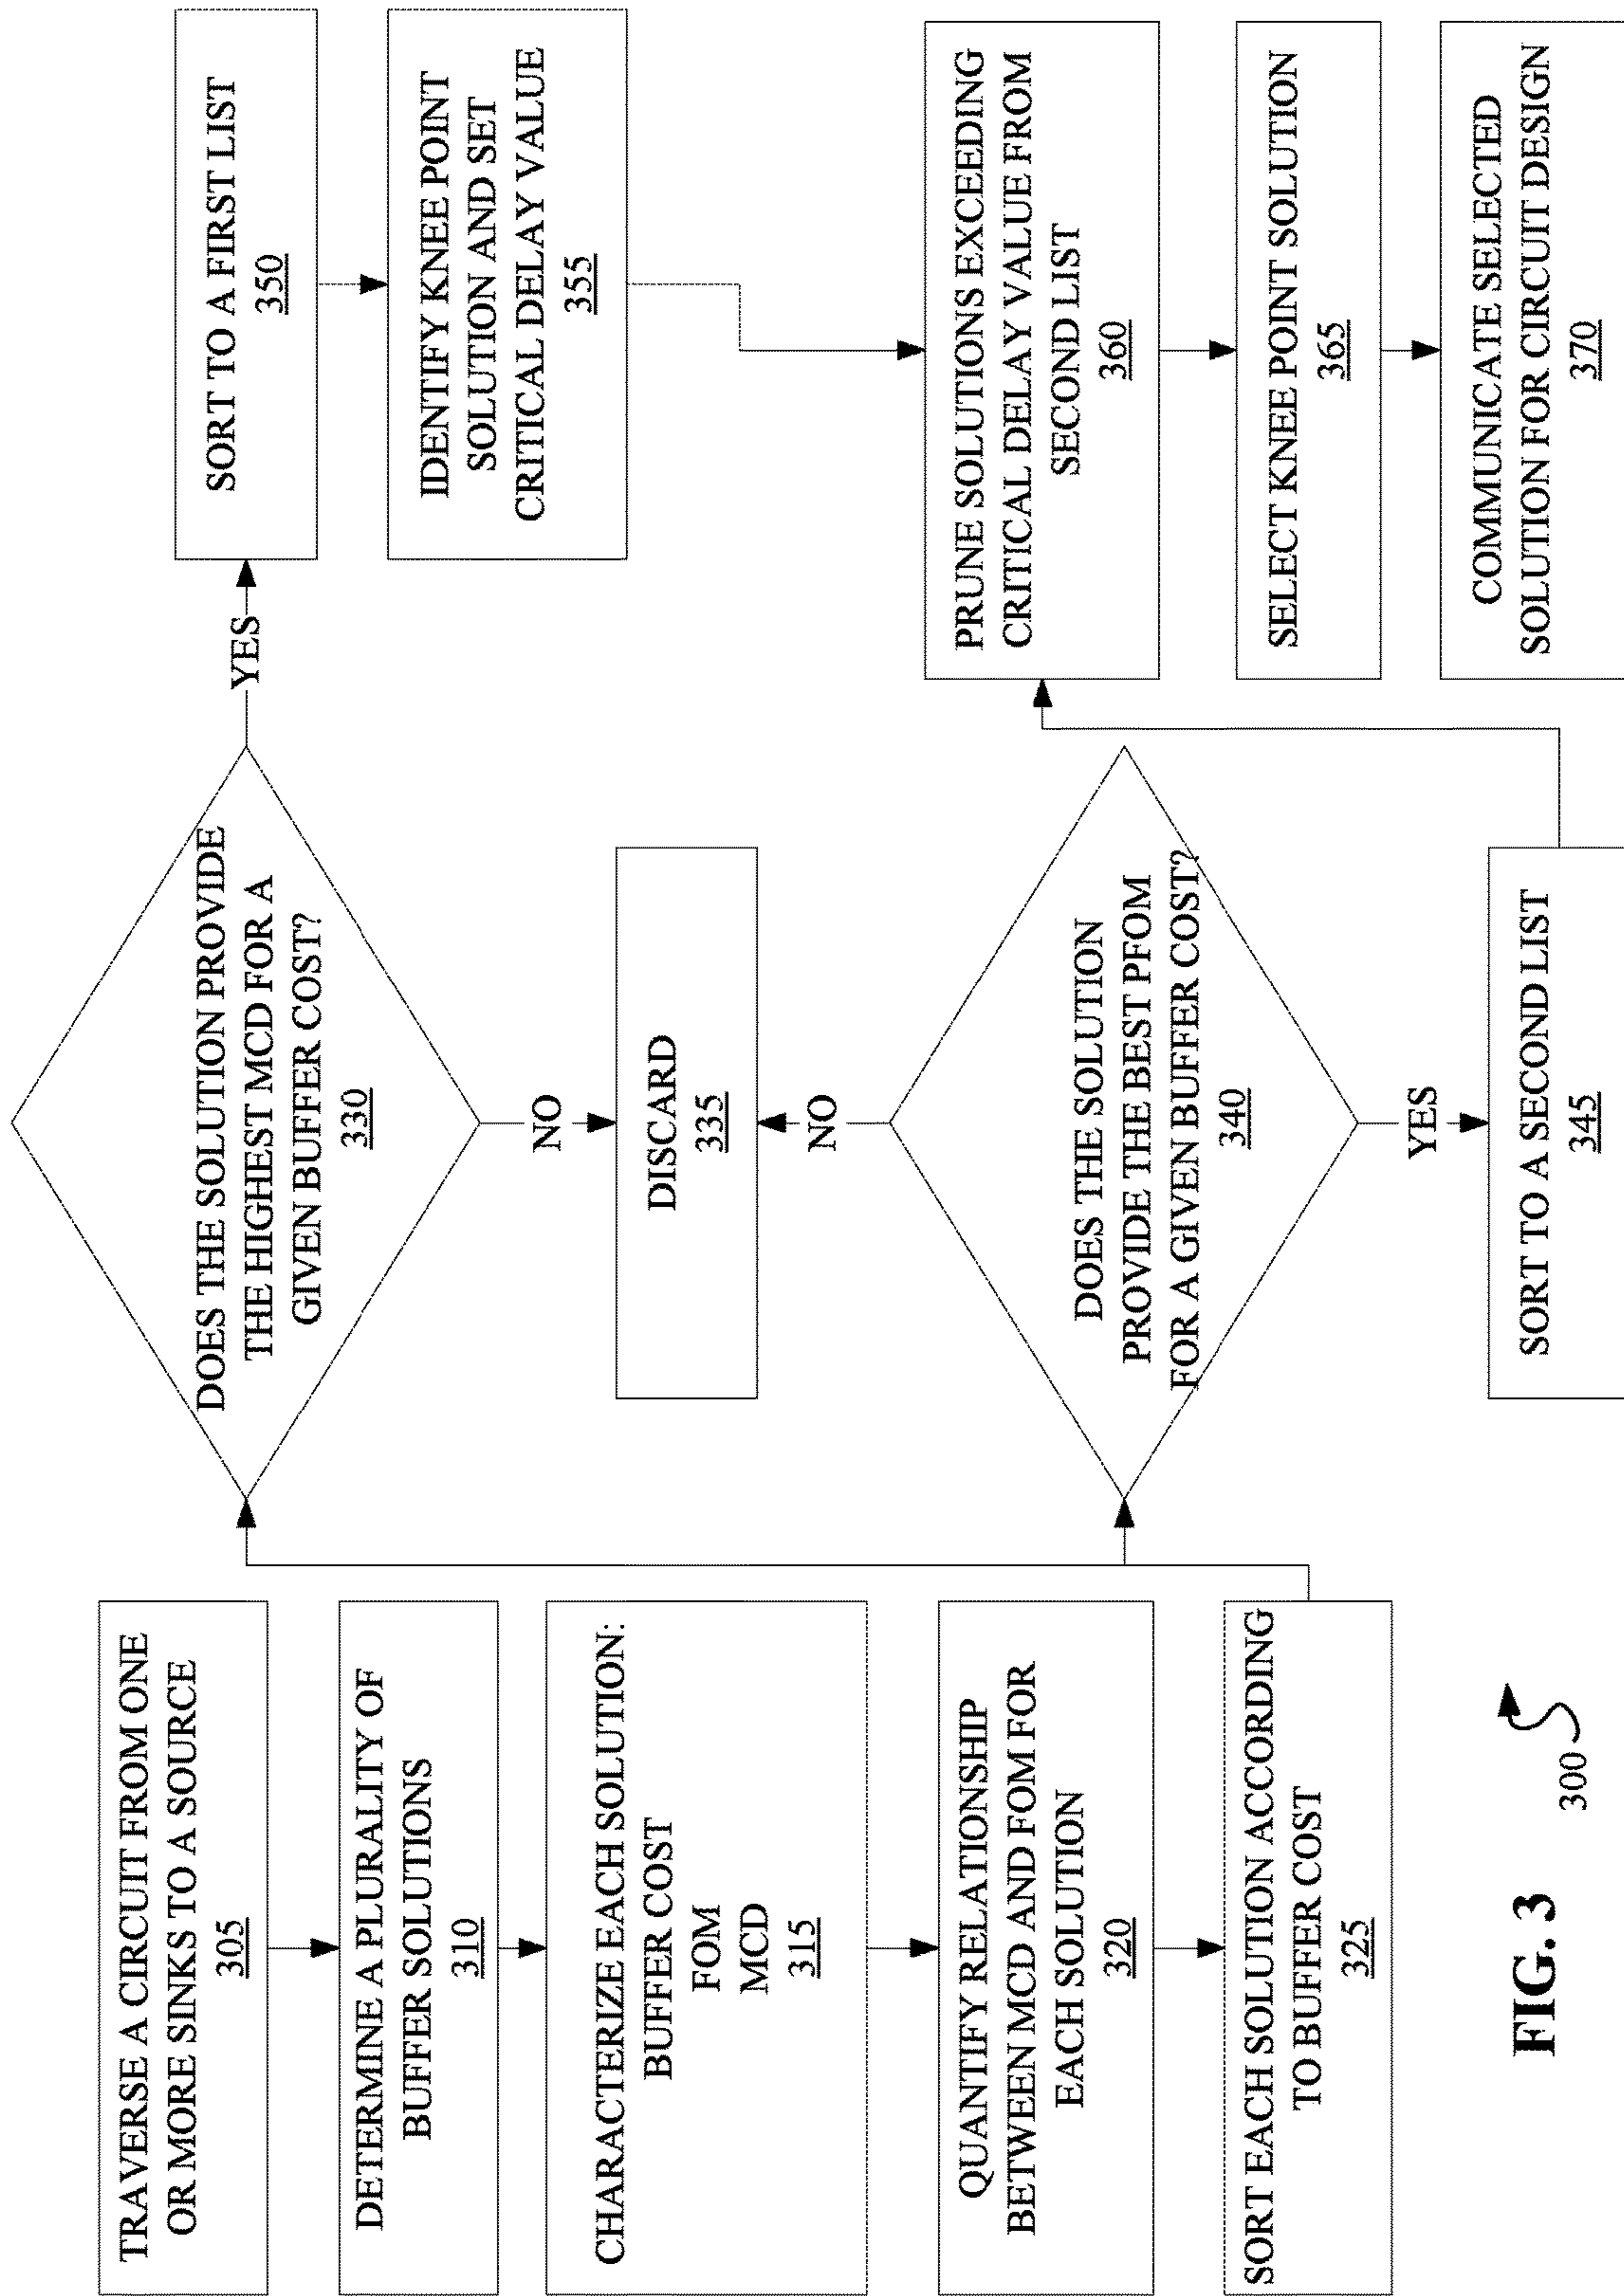 TRAVERSE A CIRCUIT FROM ONE
OR MORE SINKS TO A SOURCE
305
DETERMINE A PLURALITY OF
BUFFER SOLUTIONS
310
CHARACTERIZE EACH SOLUTION:
BUFFER COST
FOM
MCD
315
QUANTIFY RELATIONSHIP
BETWEEN MCD AND FOM FOR
EACH SOLUTION
320
SORT EACH SOLUTION ACCORDING
TO BUFFER COST
325
DOES THE SOLUTION PROVIDE
THE HIGHEST MCD FOR A
GIVEN BUFFER COST?
330
YES
NO
DISCARD
335
NO
DOES THE SOLUTION
PROVIDE THE BEST PFOM
FOR A GIVEN BUFFER COST?
340
YES
SORT TO A SECOND LIST
345
SORT TO A FIRST LIST
350
IDENTIFY KNEE POINT
SOLUTION AND SET
CRITICAL DELAY VALUE
355
PRUNE SOLUTIONS EXCEEDING
CRITICAL DELAY VALUE FROM
SECOND LIST
360
SELECT KNEE POINT SOLUTION
365
COMMUNICATE SELECTED
SOLUTION FOR CIRCUIT DESIGN
370
300
FIG. 3